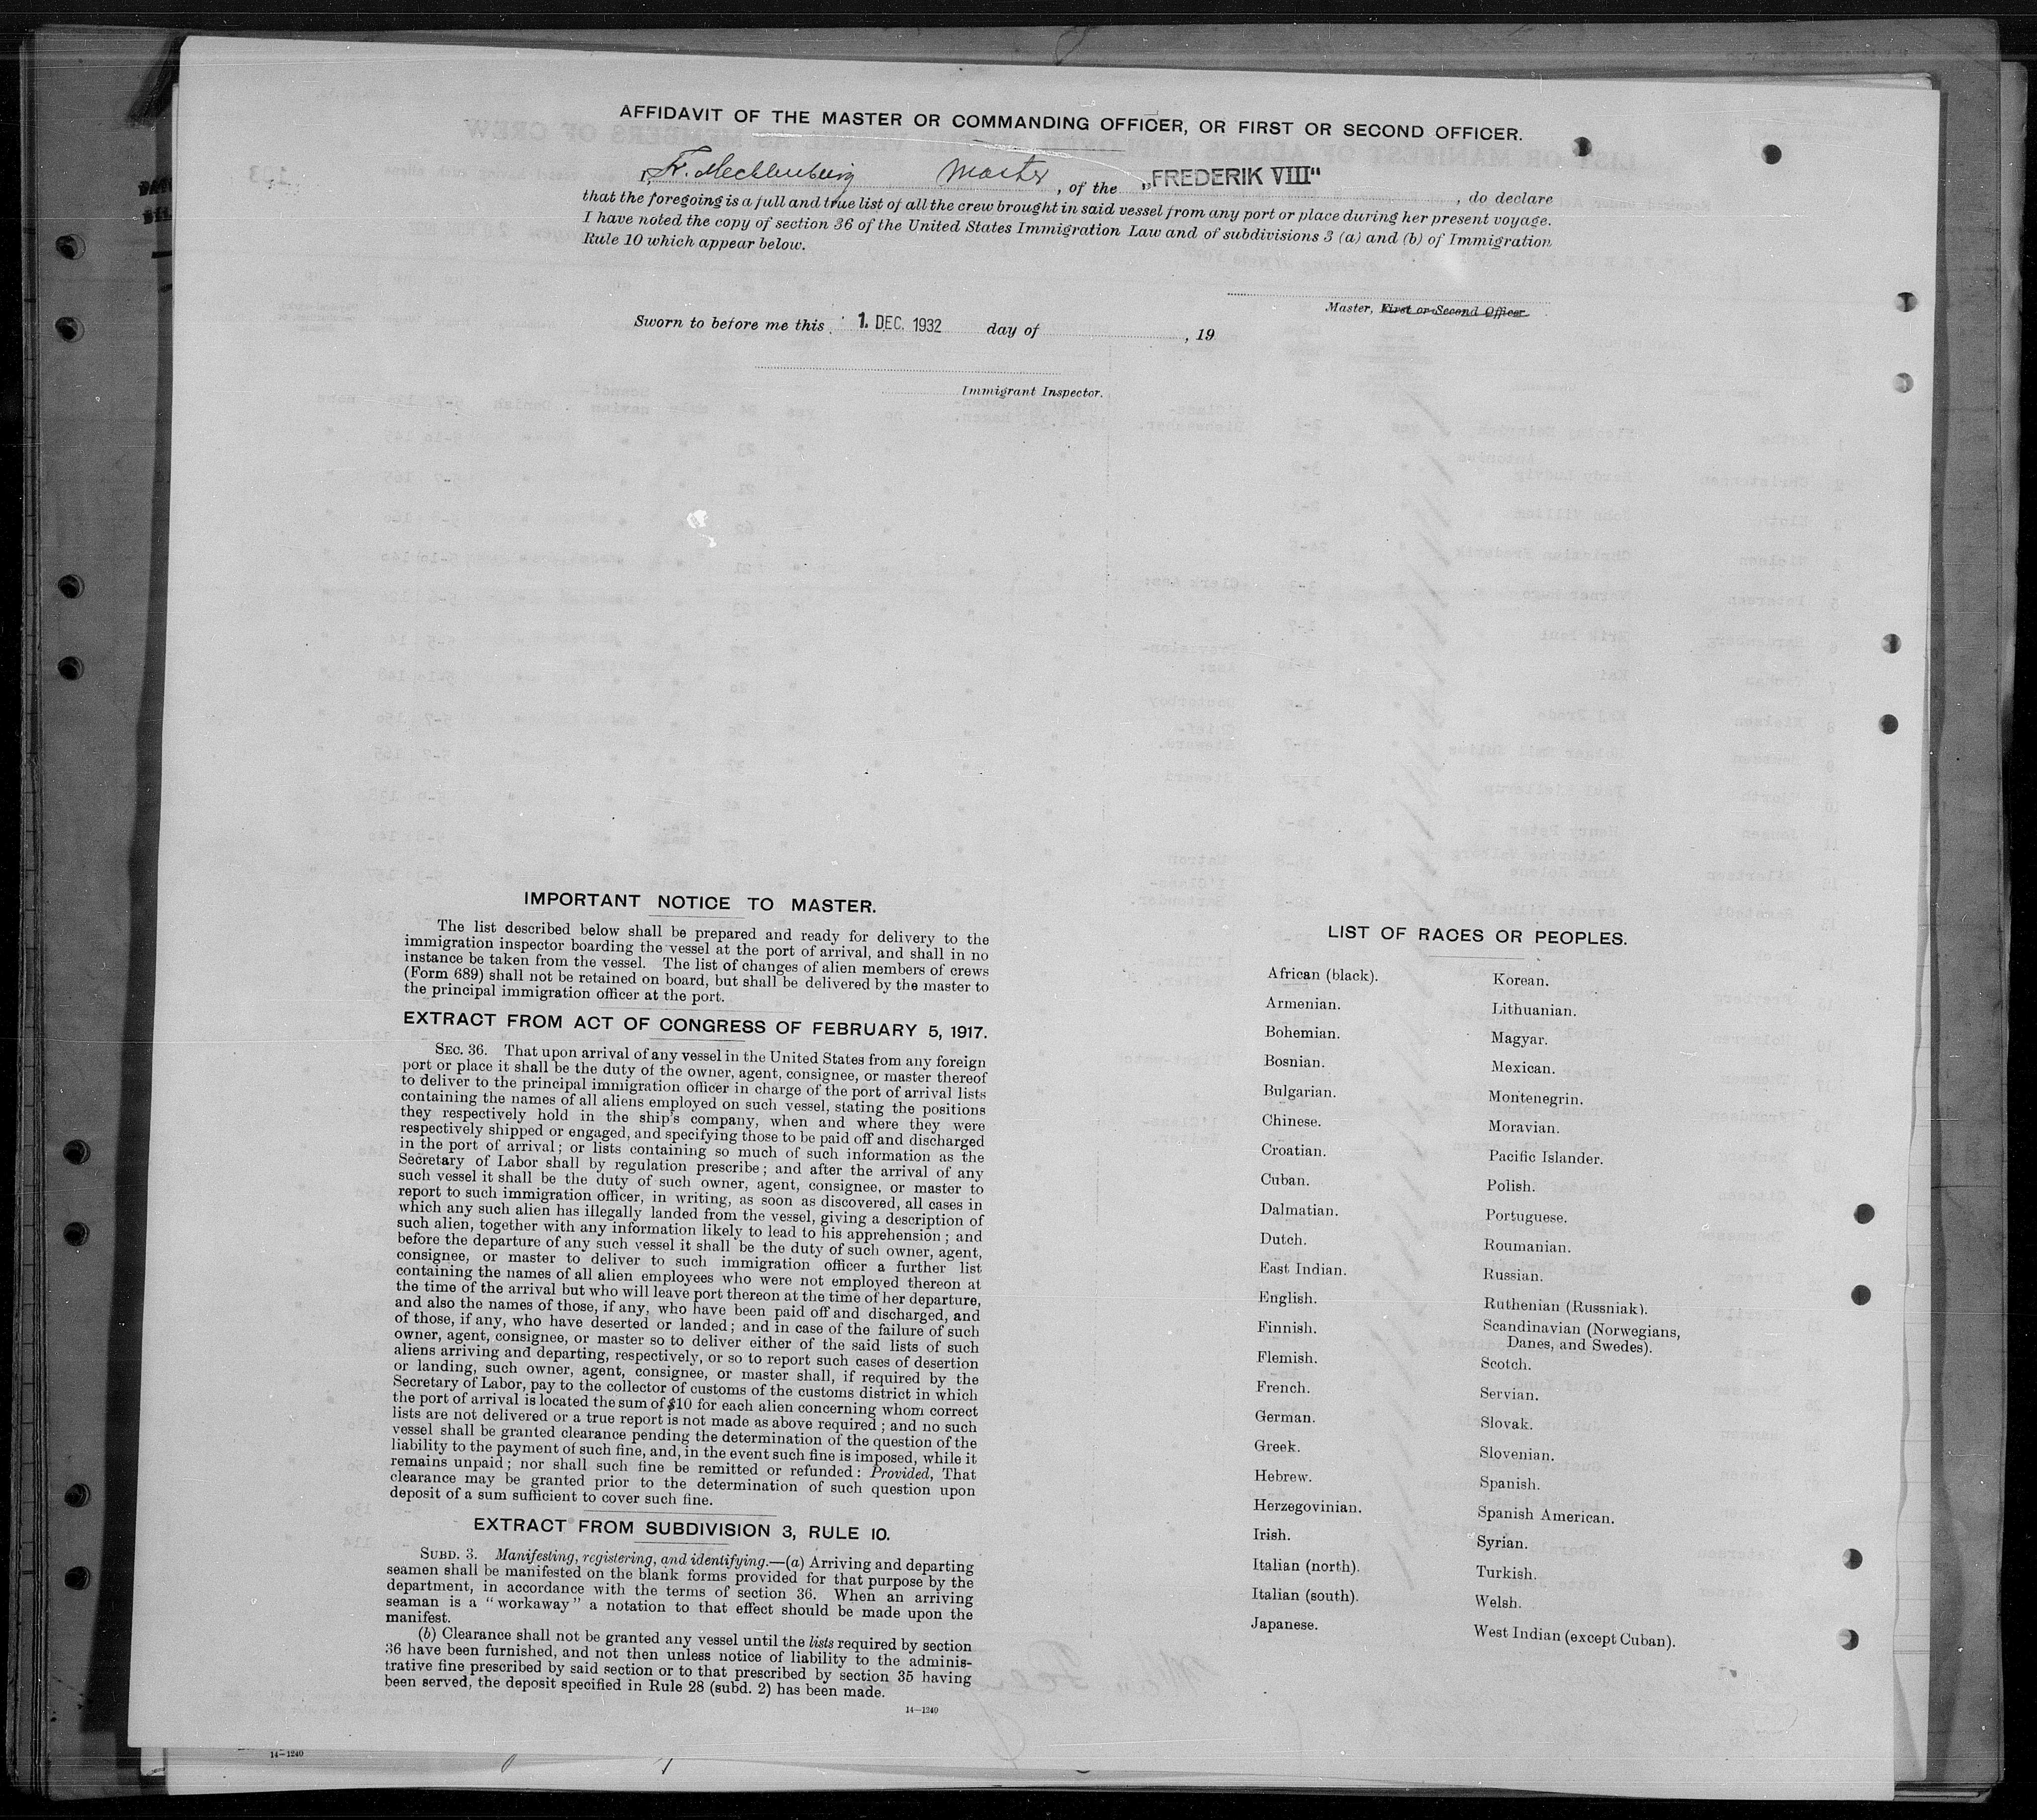 AFFIDAVIT OF THE MASTER OR COMMANDING OFFICER, OR FIRST OR SECOND OFFICER.
I, Fr. Mecklenburg Master, of the „FREDERIK VIII", do declare
that the foregoing is a full and true list of all the crew brought in said vessel from any port or place during her present voyage.
I have noted the copy of section 36 of the United States Immigration Law and of subdivisions 3 (a) and (b) of Immigration
Rule 10 which appear below.
Master, First or Second Officer.
Sworn to before me this 1. DEC. 1932 day of , 19
Immigrant Inspector.
IMPORTANT NOTICE TO MASTER.
The list described below shall be prepared and ready for delivery to the
immigration inspector boarding the vessel at the port of arrival, and shall in no
instance be taken from the vessel. The list of changes of alien members of crews
(Form 689) shall not be retained on board, but shall be delivered by the master to
the principal immigration officer at the port.
EXTRACT FROM ACT OF CONGRESS OF FEBRUARY 5, 1917.
SEC. 36. That upon arrival of any vessel in the United States from any foreign
port or place it shall be the duty of the owner, agent, consignee, or master thereof
to deliver to the principal immigration officer in charge of the port of arrival lists
containing the names of all aliens employed on such vessel, stating the positions
they respectively hold in the ship's company, when and where they were
respectively shipped or engaged, and specifying those to be paid off and discharged
in the port of arrival; or lists containing so much of such information as the
Secretary of Labor shall by regulation prescribe; and after the arrival of any
such vessel it shall be the duty of such owner, agent, consignee, or master to
report to such immigration officer, in writing, as soon as discovered, all cases in
which any such alien has illegally landed from the vessel, giving a description of
such alien, together with any information likely to lead to his apprehension; and
before the departure of any such vessel it shall be the duty of such owner, agent,
consignee, or master to deliver to such immigration officer a further list
containing the names of all alien employees who were not employed thereon at
the time of the arrival but who will leave port thereon at the time of her departure,
and also the names of those, if any, who have been paid off and discharged, and
of those, if any, who have deserted or landed; and in case of the failure of such
owner, agent, consignee, or master so to deliver either of the said lists of such
aliens arriving and departing, respectively, or so to report such cases of desertion
or landing, such owner, agent, consignee, or master shall, if required by the
Secretary of Labor, pay to the collector of customs of the customs district in which
the port of arrival is located the sum of $10 for each alien concerning whom correct
lists are not delivered or a true report is not made as above required; and no such
vessel shall be granted clearance pending the determination of the question of the
liability to the payment of such fine, and, in the event such fine is imposed, while it
remains unpaid; nor shall such fine be remitted or refunded: Provided, That
clearance may be granted prior to the determination of such question upon
deposit of a sum sufficient to cover such fine.
EXTRACT FROM SUBDIVISION 3, RULE 10.
SUBD. 3. Manifesting, registering, and identifying.—(a) Arriving and departing
seamen shall be manifested on the blank forms provided for that purpose by the
department, in accordance with the terms of section 36. When an arriving
seaman is a "workaway" a notation to that effect should be made upon the
manifest.
(b) Clearance shall not be granted any vessel until the lists required by section
36 have been furnished, and not then unless notice of liability to the adminis-
trative fine prescribed by said section or to that prescribed by section 35 having
been served, the deposit specified in Rule 28 (subd. 2) has been made.
14—1240
LIST OF RACES OR PEOPLES.
African (black).
Armenian.
Bohemian.
Bosnian.
Bulgarian.
Chinese.
Croatian.
Cuban.
Dalmatian.
Dutch.
East Indian.
English.
Finnish.
Flemish.
French.
German.
Greek.
Hebrew.
Herzegovinian.
Irish.
Italian (north).
Italian (south).
Japanese.
Korean.
Lithuanian.
Magyar.
Mexican.
Montenegrin.
Moravian.
Pacific Islander.
Polish.
Portuguese.
Roumanian.
Russian.
Ruthenian (Russniak).
Scandinavian (Norwegians,
Danes, and Swedes).
Scotch.
Servian.
Slovak.
Slovenian.
Spanish.
Spanish American.
Syrian.
Turkish.
Welsh.
West Indian (except Cuban).
14—1240